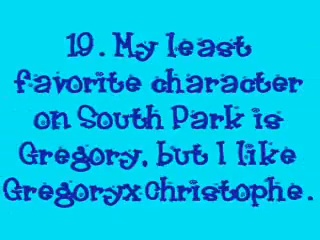 19. My least
favorite character
on South Park is
Gregory, but I like
GregoryxChristophe.